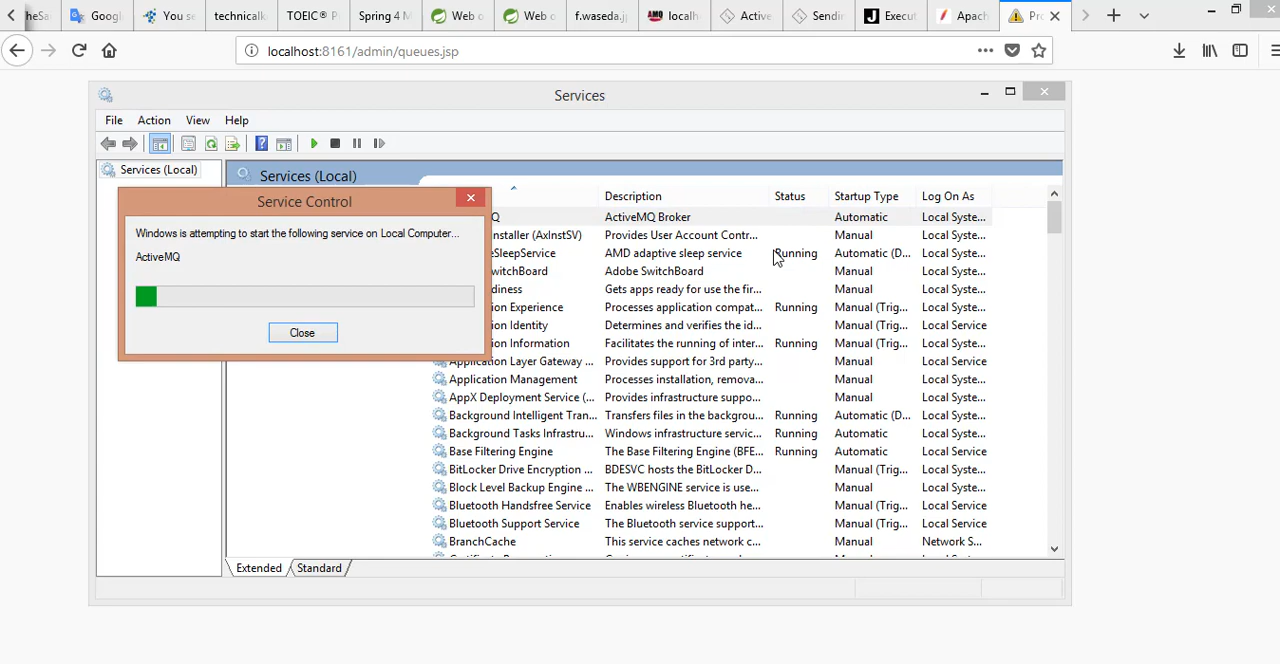 heSa
Googl
You se
technicalk
TOEIC® P
Spring 4 M
Web o
Web o
f.waseda.j
localh
Active
Sendin
Execut
Apach
Pro
localhost:8161/admin/queues.jsp
Services
File Action View Help
Services (Local)
Services (Local)
Service Control
Windows is attempting to start the following service on Local Computer...
ActiveMQ
Close
Description Status Startup Type Log On As
Q ActiveMQ Broker Automatic Local Syste...
nstaller (AxInstSV) Provides User Account Contr... Manual Local Syste...
eSleepService AMD adaptive sleep service Running Automatic (D... Local Syste...
witchBoard Adobe SwitchBoard Manual Local Syste...
diness Gets apps ready for use the fir... Manual Local Syste...
ion Experience Processes application compat... Running Manual (Trig... Local Syste...
ion Identity Determines and verifies the id... Manual (Trig... Local Service
ion Information Facilitates the running of inter... Running Manual (Trig... Local Syste...
Application Layer Gateway ... Provides support for 3rd party... Manual Local Service
Application Management Processes installation, remova... Manual Local Syste...
AppX Deployment Service (... Provides infrastructure suppo... Manual Local Syste...
Background Intelligent Tran... Transfers files in the backgrou... Running Automatic (D... Local Syste...
Background Tasks Infrastru... Windows infrastructure servic... Running Automatic Local Syste...
Base Filtering Engine The Base Filtering Engine (BFE... Running Automatic Local Service
BitLocker Drive Encryption ... BDESVC hosts the BitLocker D... Manual (Trig... Local Syste...
Block Level Backup Engine ... The WBENGINE service is use... Manual Local Syste...
Bluetooth Handsfree Service Enables wireless Bluetooth he... Manual (Trig... Local Service
Bluetooth Support Service The Bluetooth service support... Manual (Trig... Local Service
BranchCache This service caches network c... Manual Network S...
Extended Standard